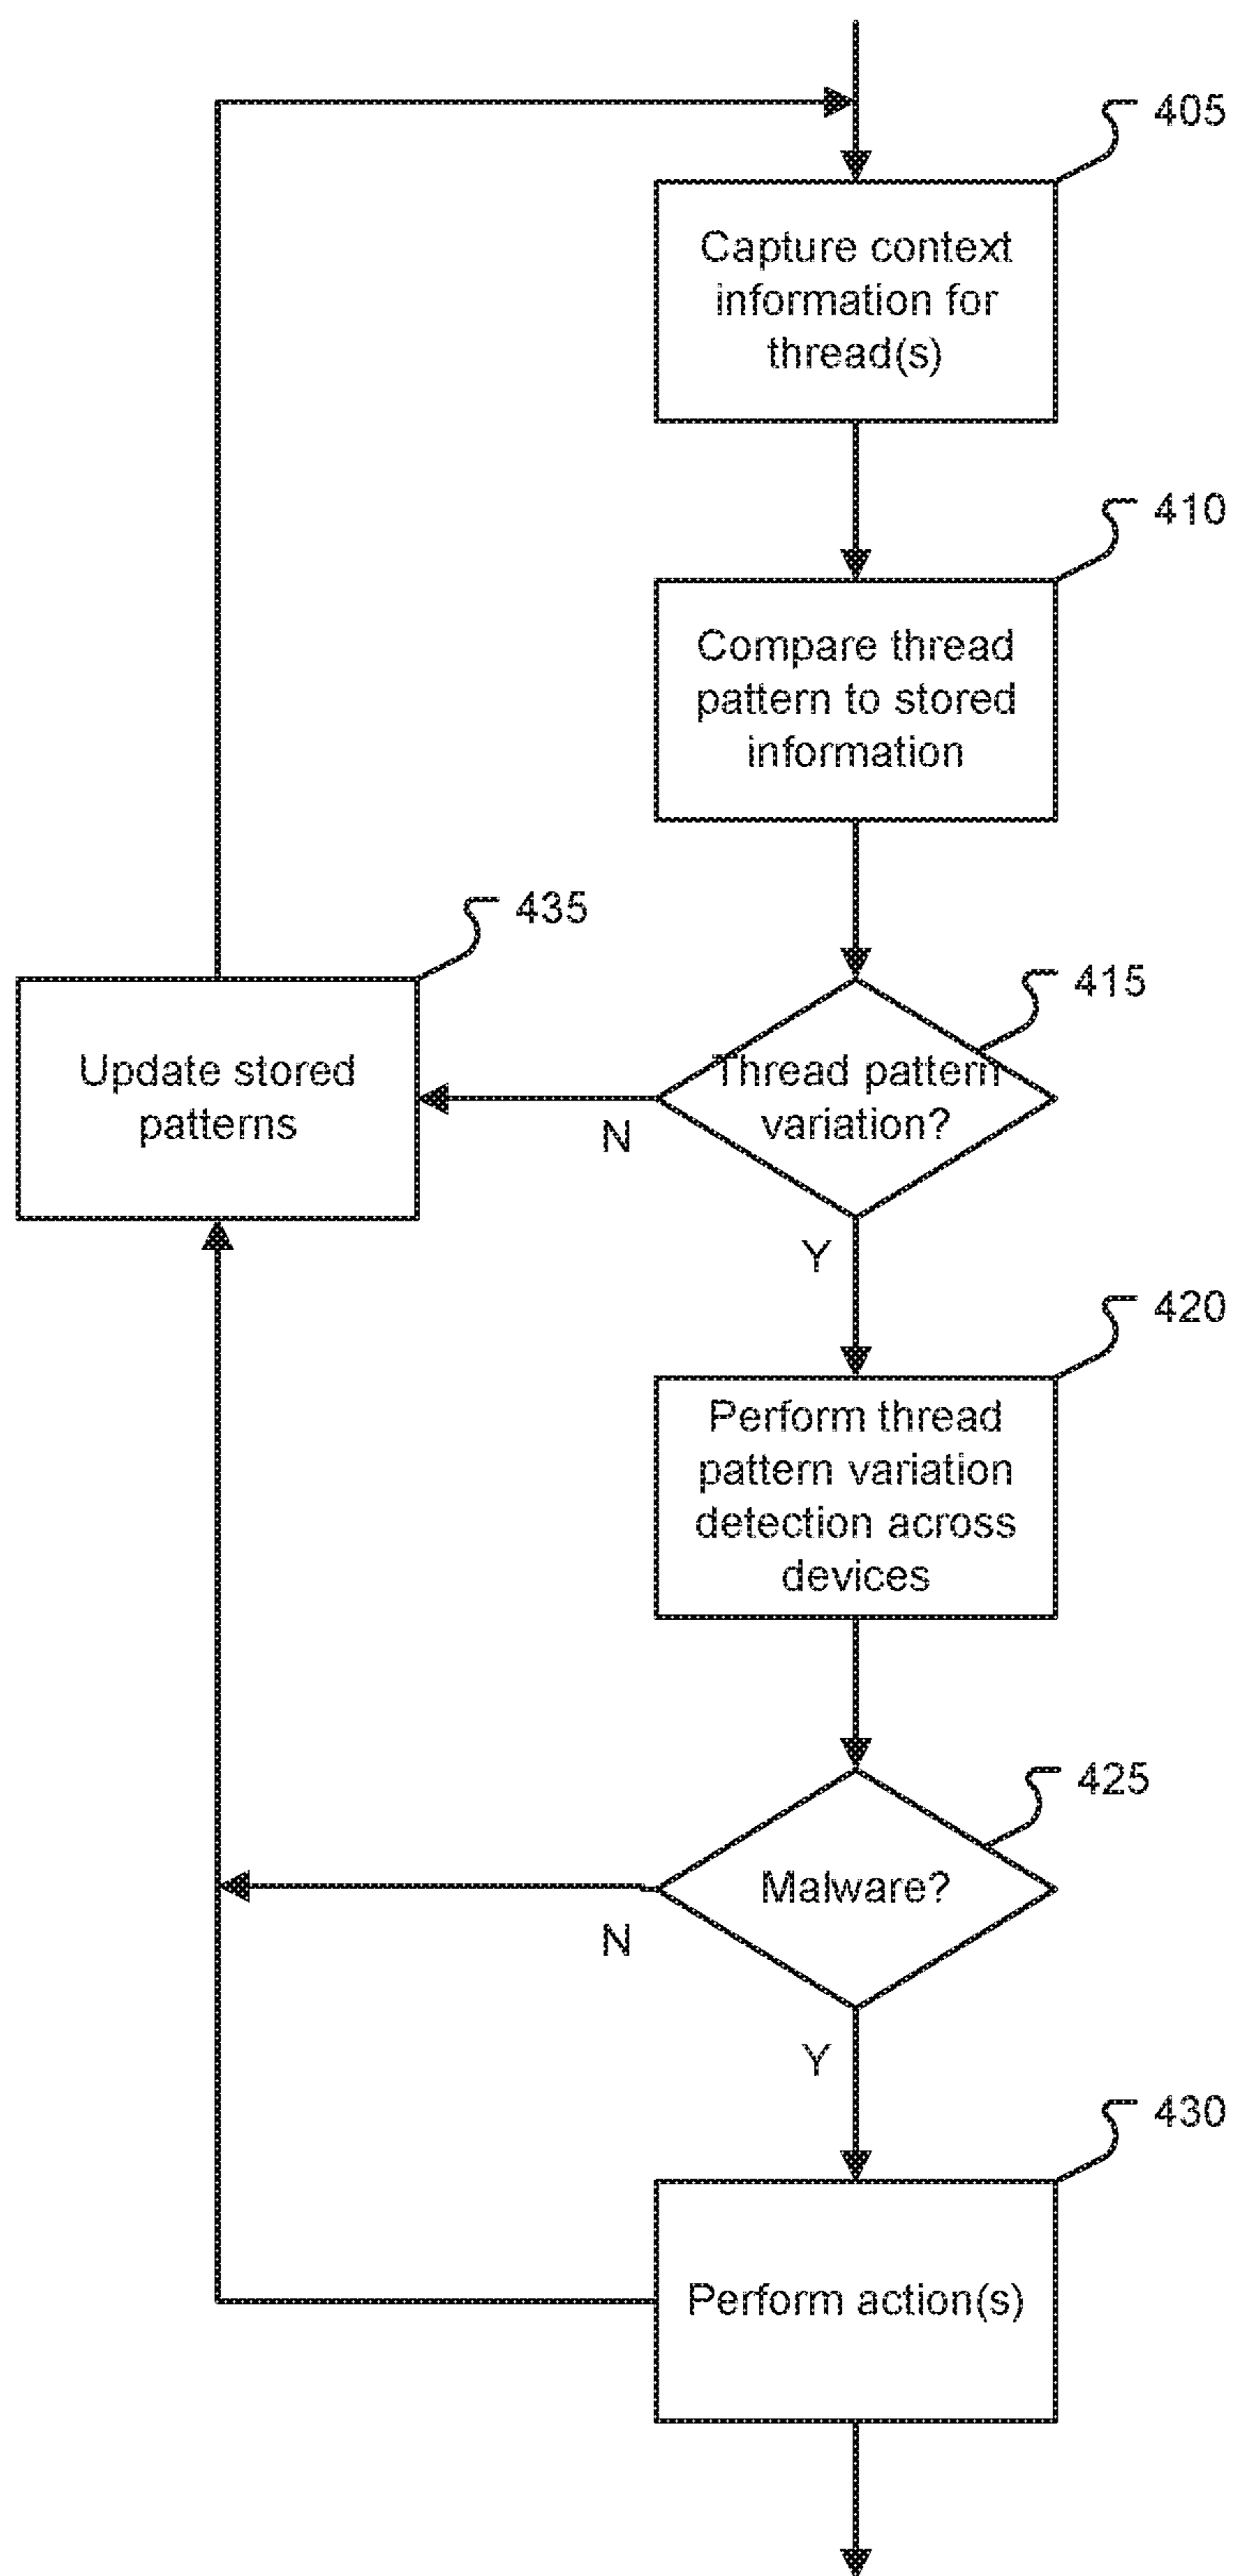 405
Capture context
information for
thread(s)
410
Compare thread
pattern to stored
information
435
Update stored
patterns
415
Thread pattern
variation?
N
Y
420
Perform thread
pattern variation
detection across
devices
425
Malware?
N
Y
430
Perform action(s)